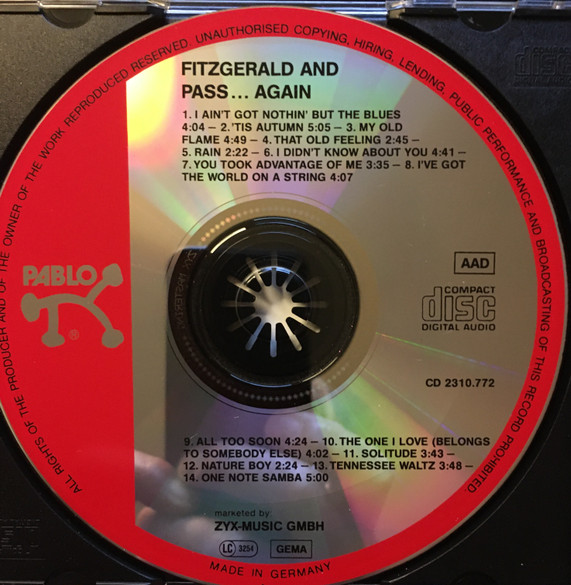 ALL RIGHTS OF THE PRODUCER AND OF THE OWNER OF THE WORK REPRODUCED RESERVED. UNAUTHORISED COPYING, HIRING, LENDING, PUBLIC PERFORMANCE AND BROADCASTING OF THIS RECORD PROHIBITED
FITZGERALD AND
PASS... AGAIN
1. I AIN'T GOT NOTHIN' BUT THE BLUES
4:04 – 2. 'TIS AUTUMN 5:05 – 3. MY OLD
FLAME 4:49 – 4. THAT OLD FEELING 2:45 –
5. RAIN 2:22 – 6. I DIDN'T KNOW ABOUT YOU 4:41 –
7. YOU TOOK ADVANTAGE OF ME 3:35 – 8. I'VE GOT
THE WORLD ON A STRING 4:07
PABLO
®
AAD
COMPACT
disc
DIGITAL AUDIO
CD 2310.772
9. ALL TOO SOON 4:24 – 10. THE ONE I LOVE (BELONGS
TO SOMEBODY ELSE) 4:02 – 11. SOLITUDE 3:43 –
12. NATURE BOY 2:24 – 13. TENNESSEE WALTZ 3:48 –
14. ONE NOTE SAMBA 5:00
marketed by:
ZYX-MUSIC GMBH
LC 3254 GEMA
MADE IN GERMANY